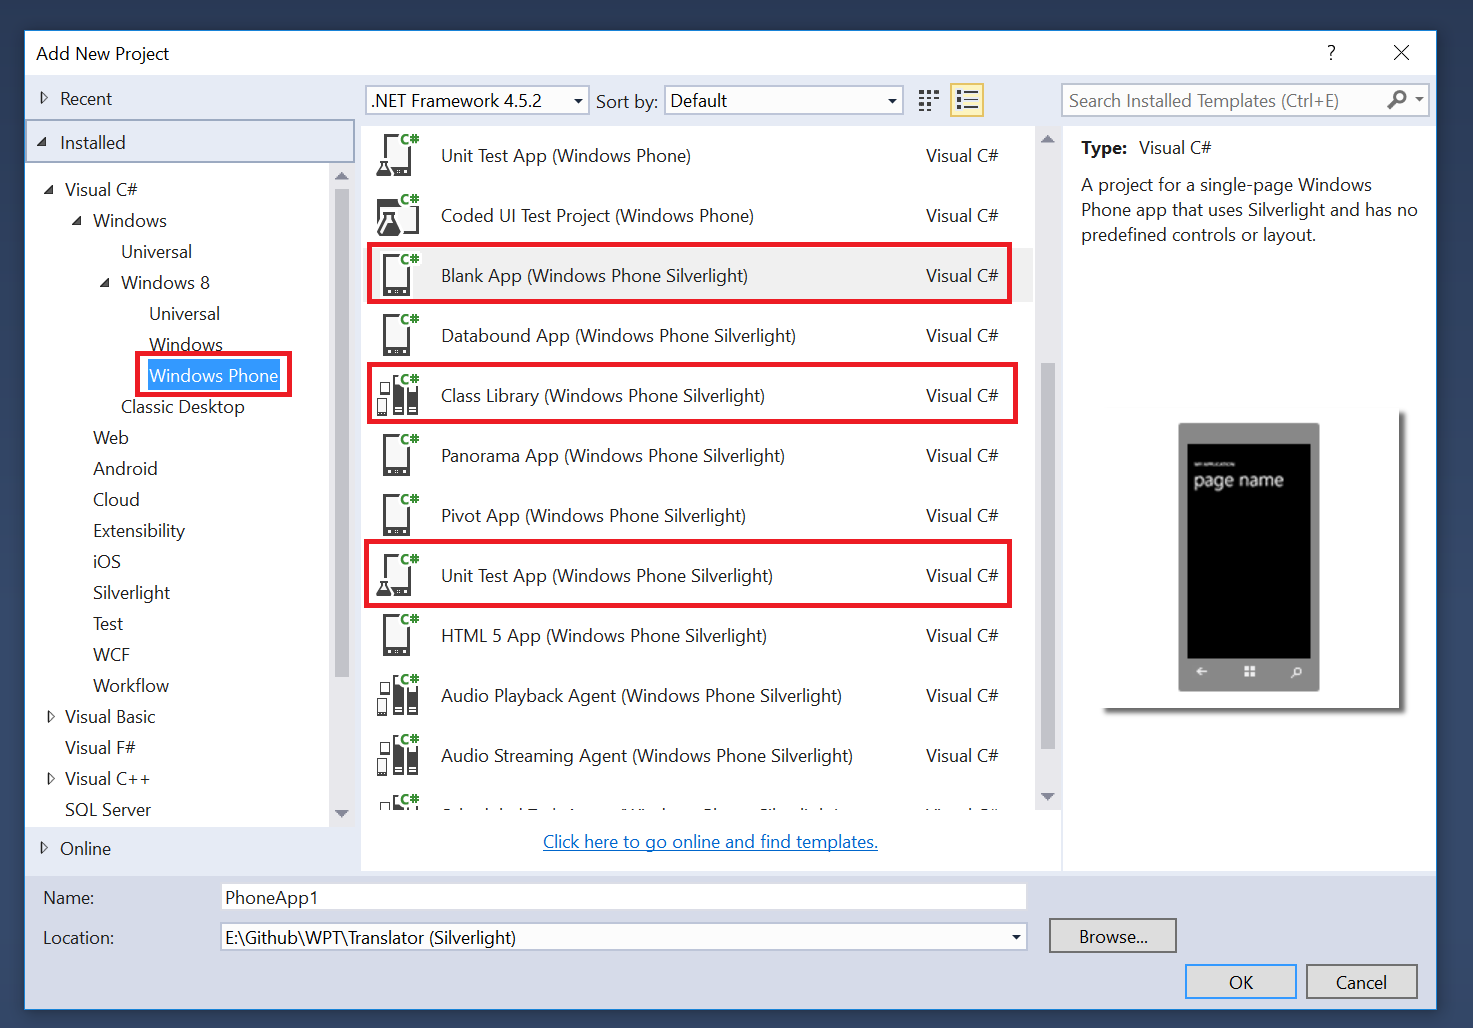 Add New Project
?
Recent
.NET Framework 4.5.2
Sort by:
Default
Search Installed Templates (Ctrl+E)
Installed
Visual C#
Windows
Universal
Windows 8
Universal
Windows
Windows Phone
Classic Desktop
Web
Android
Cloud
Extensibility
iOS
Silverlight
Test
WCF
Workflow
Visual Basic
Visual F#
Visual C++
SQL Server
Online
C# Unit Test App (Windows Phone) Visual C#
C# Coded UI Test Project (Windows Phone) Visual C#
C# Blank App (Windows Phone Silverlight) Visual C#
C# Databound App (Windows Phone Silverlight) Visual C#
C# Class Library (Windows Phone Silverlight) Visual C#
C# Panorama App (Windows Phone Silverlight) Visual C#
C# Pivot App (Windows Phone Silverlight) Visual C#
C# Unit Test App (Windows Phone Silverlight) Visual C#
C# HTML 5 App (Windows Phone Silverlight) Visual C#
C# Audio Playback Agent (Windows Phone Silverlight) Visual C#
C# Audio Streaming Agent (Windows Phone Silverlight) Visual C#
C#
Click here to go online and find templates.
Type: Visual C#
A project for a single-page Windows
Phone app that uses Silverlight and has no
predefined controls or layout.
MY APPLICATION
page name
Name:
PhoneApp1
Location:
E:\Github\WPT\Translator (Silverlight)
Browse...
OK
Cancel